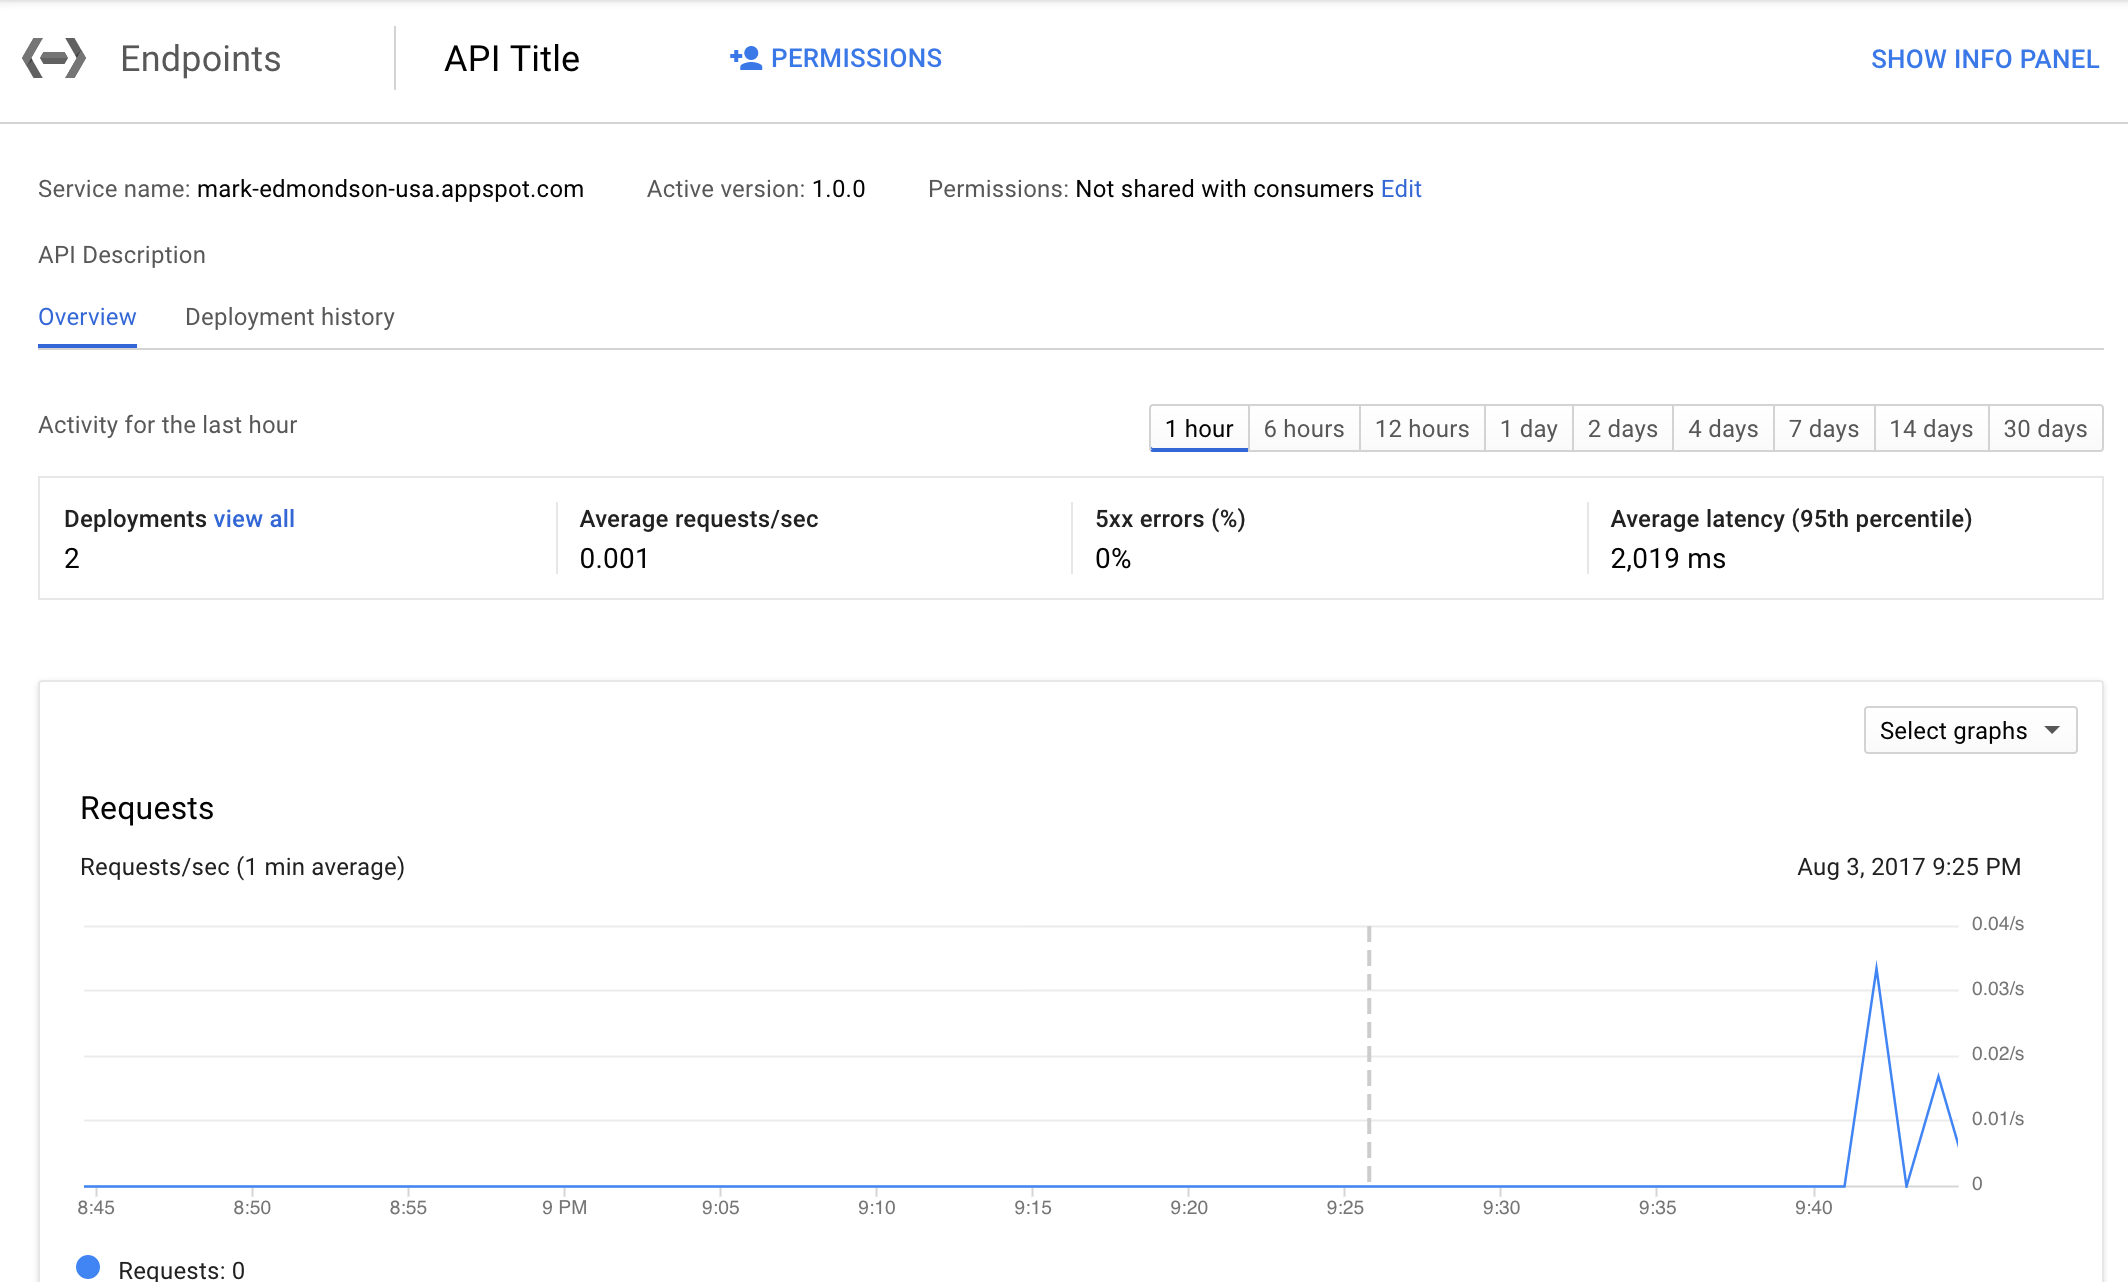 Endpoints API Title PERMISSIONS SHOW INFO PANEL
Service name: mark-edmondson-usa.appspot.com Active version: 1.0.0 Permissions: Not shared with consumers Edit
API Description
Overview Deployment history
Activity for the last hour 1 hour 6 hours 12 hours 1 day 2 days 4 days 7 days 14 days 30 days
Deployments view all Average requests/sec 5xx errors (%) Average latency (95th percentile)
2 0.001 0% 2,019 ms
Select graphs
Requests
Requests/sec (1 min average) Aug 3, 2017 9:25 PM
0.04/s
0.03/s
0.02/s
0.01/s
0
8:45 8:50 8:55 9 PM 9:05 9:10 9:15 9:20 9:25 9:30 9:35 9:40
Requests: 0